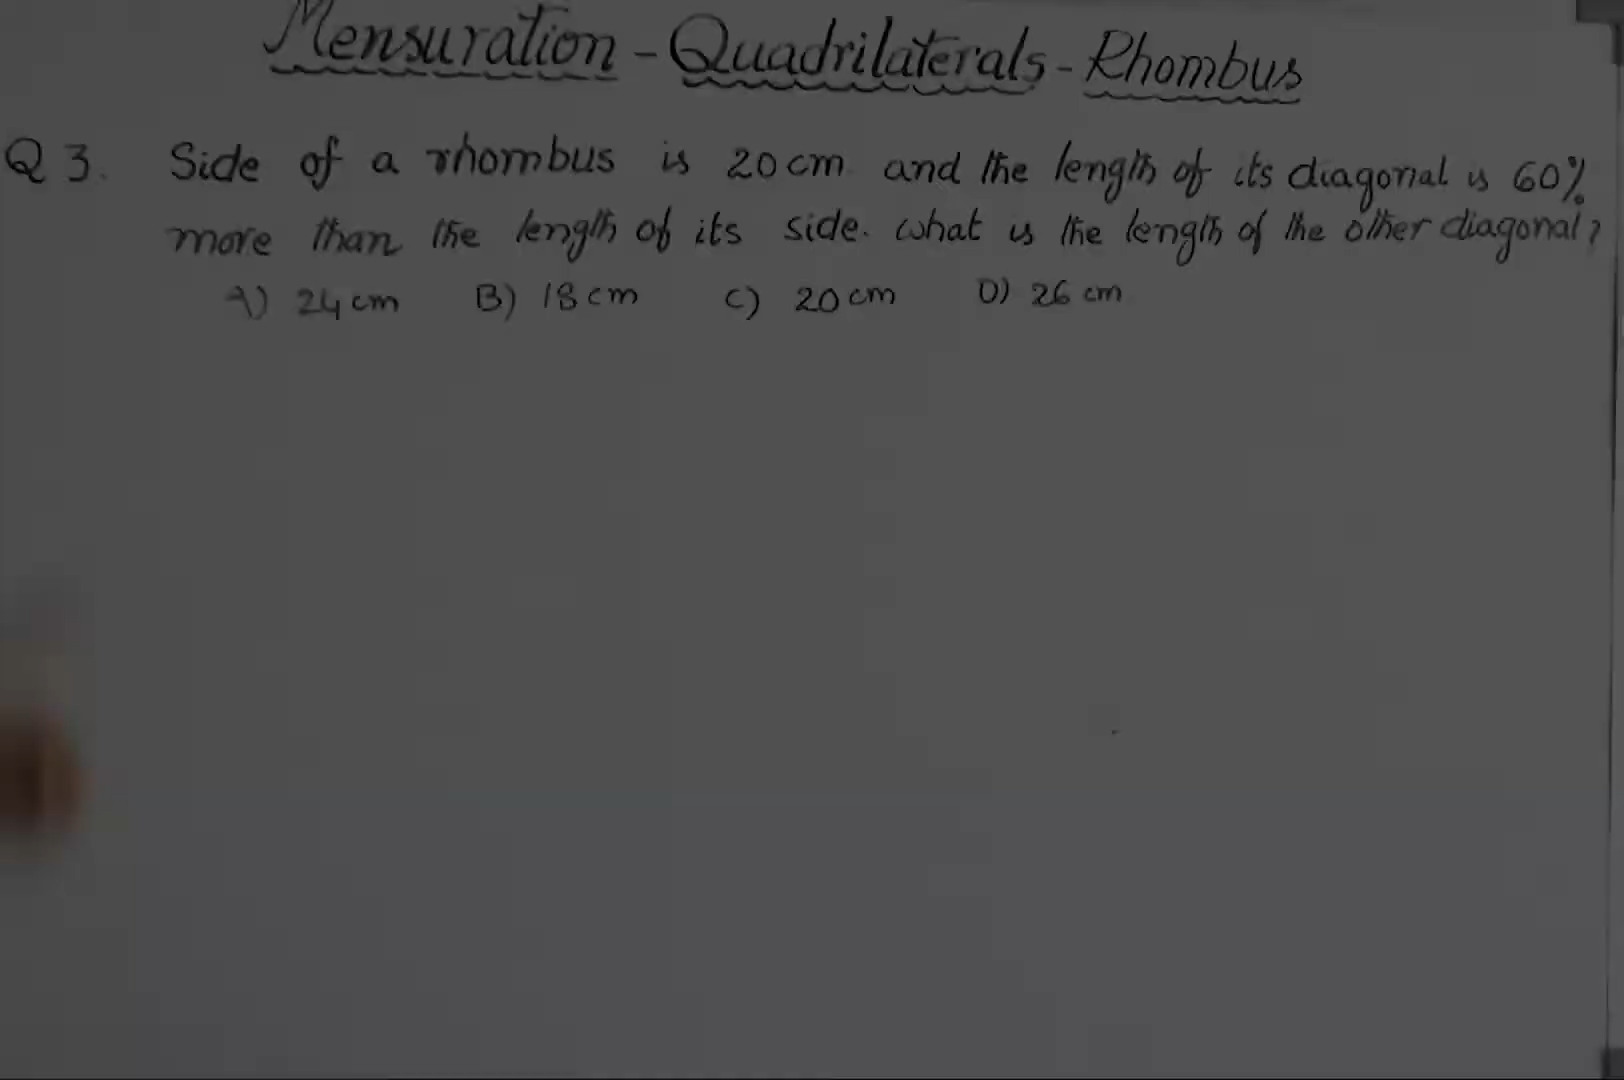 Mensuration - Quadrilaterals - Rhombus
Q 3. Side of a rhombus is 20 cm and the length of its diagonal is 60%
more than the length of its side. what is the length of the other diagonal?
A) 24 cm B) 18 cm C) 20 cm D) 26 cm